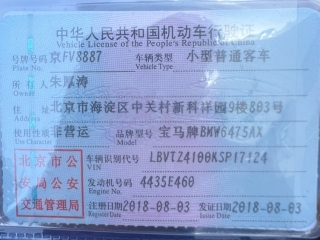 中华人民共和国机动车行驶证
Vehicle License of the People's Republic of China
号牌号码 京FV8887 车辆类型 小型普通客车
Plate No. Vehicle Type
所有人 朱厚涛
Owner
住址 北京市海淀区中关村新科祥园9楼803号
Address
使用性质 非营运 品牌型号 宝马牌BMW6475AX
Use Character Model
北京市公安局公安交通管理局
车辆识别代号 LBVTZ4100KSP17124
VIN
发动机号码 4435E460
Engine No.
注册日期 2018-08-03 发证日期 2018-08-03
Register Date Issue Date